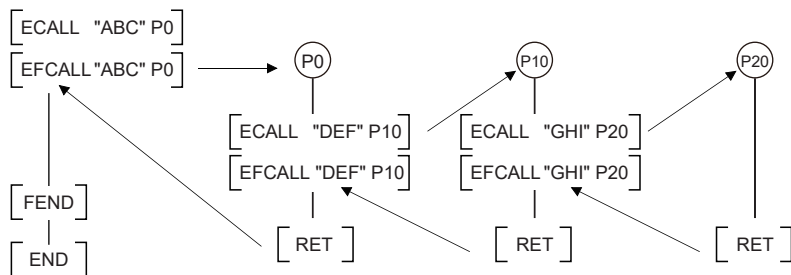 ECALL "ABC" P0
EFCALL "ABC" P0
P0
P10
P20
ECALL "DEF" P10
ECALL "GHI" P20
EFCALL "DEF" P10
EFCALL "GHI" P20
FEND
RET
RET
RET
END